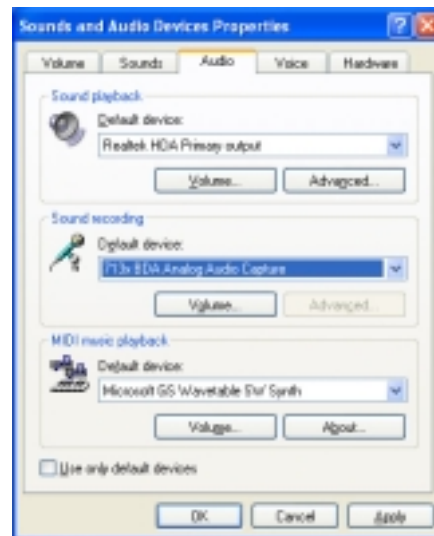 Sounds and Audio Devices Properties
Volume Sounds Audio Voice Hardware
Sound playback
Default device:
Realtek HDA Primary output
Volume... Advanced...
Sound recording
Default device:
713x BDA Analog Audio Capture
Volume... Advanced...
MIDI music playback
Default device:
Microsoft GS Wavetable SW Synth
Volume... About...
Use only default devices
OK Cancel Apply